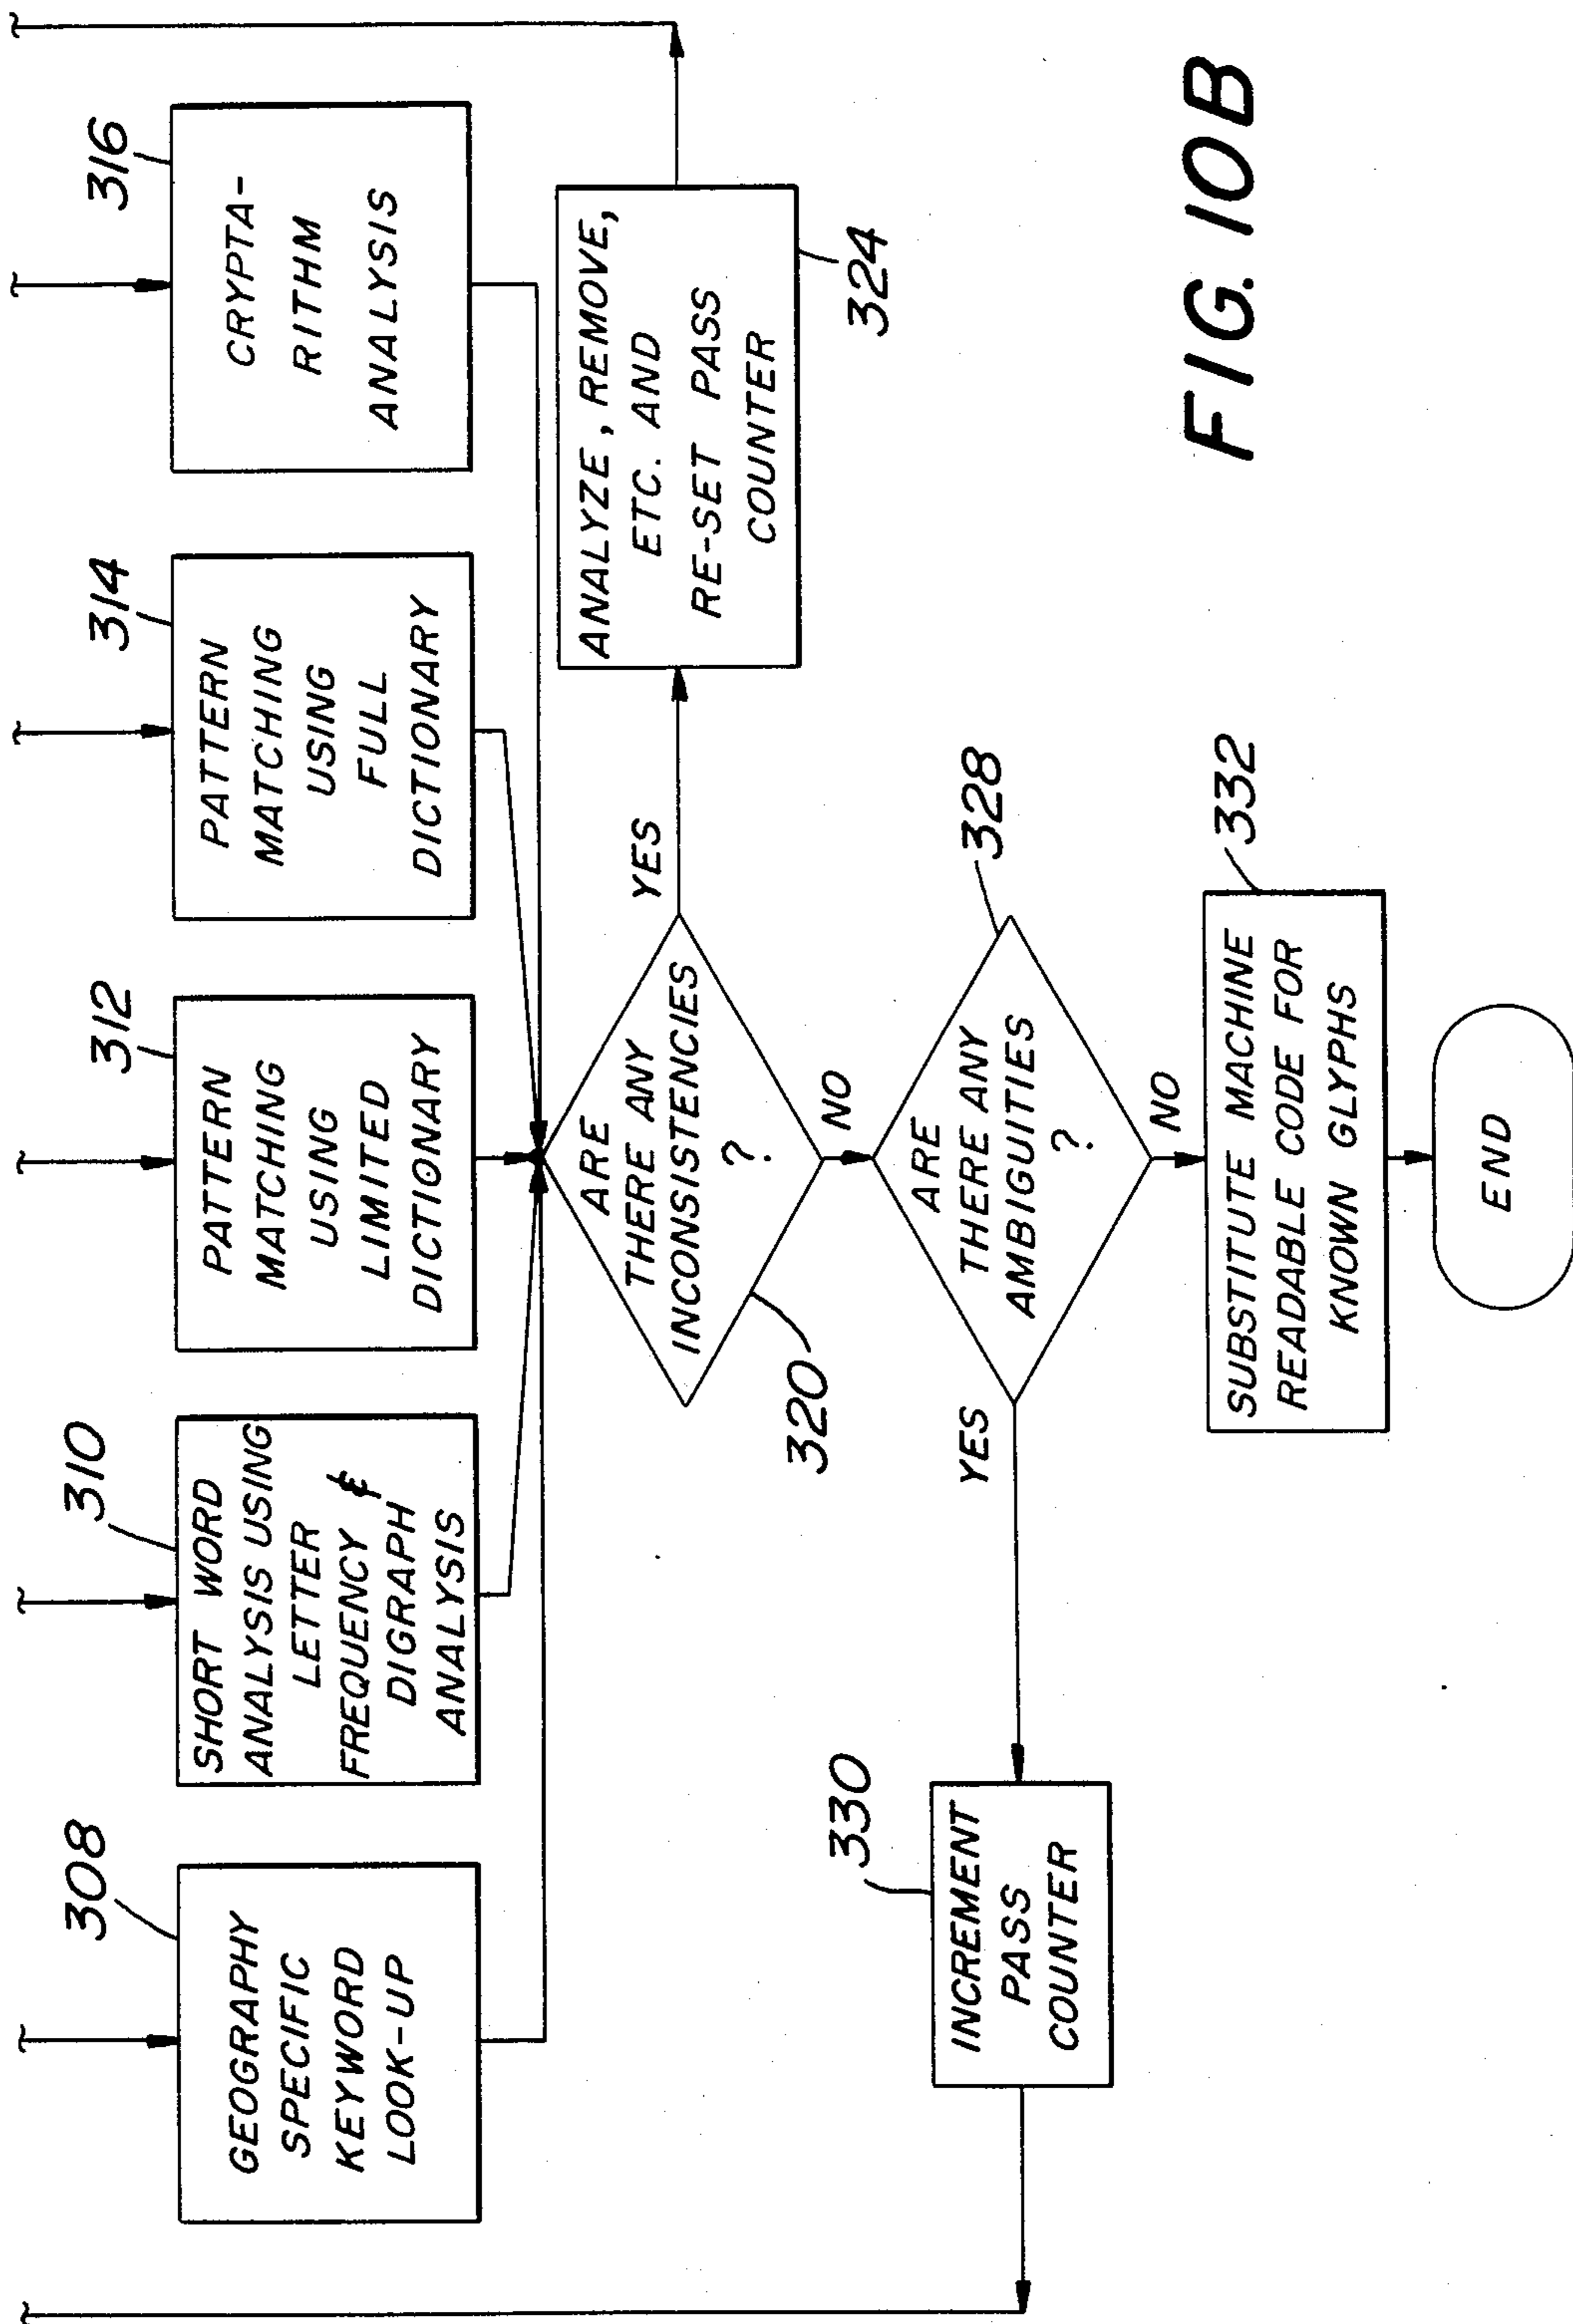 308
GEOGRAPHY
SPECIFIC
KEYWORD
LOOK-UP
310
SHORT WORD
ANALYSIS USING
LETTER
FREQUENCY &
DIGRAPH
ANALYSIS
312
PATTERN
MATCHING
USING
LIMITED
DICTIONARY
314
PATTERN
MATCHING
USING
FULL
DICTIONARY
316
CRYPTA-
RITHM
ANALYSIS
320
ARE
THERE ANY
INCONSISTENCIES
?
YES
NO
ANALYZE, REMOVE,
ETC. AND
RE-SET PASS
COUNTER
324
328
ARE
THERE ANY
AMBIGUITIES
?
YES
NO
330
INCREMENT
PASS
COUNTER
332
SUBSTITUTE MACHINE
READABLE CODE FOR
KNOWN GLYPHS
END
FIG. 10B